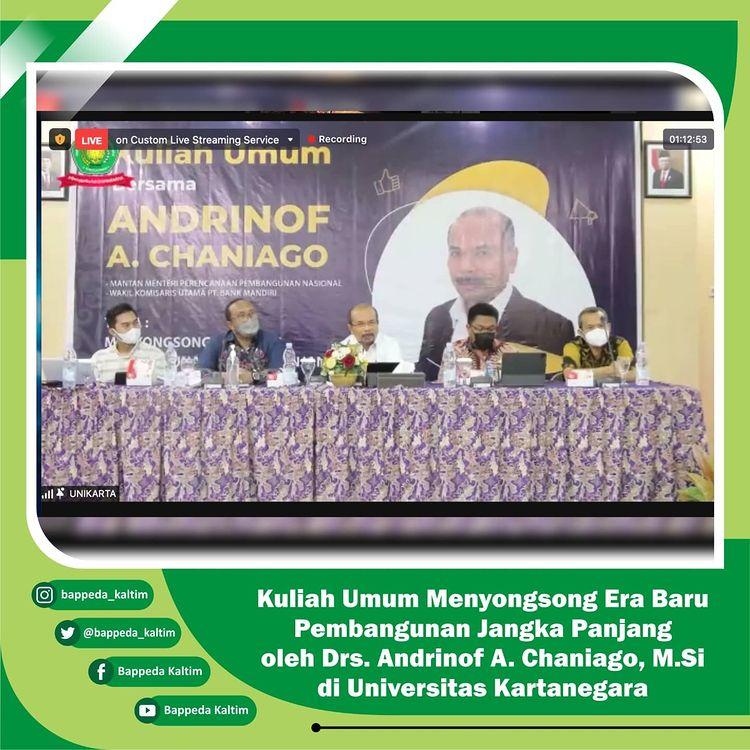 LIVE on Custom Live Streaming Service
Recording
01:12:53
Kuliah Umum
Bersama
ANDRINOF
A. CHANIAGO
- MANTAN MENTERI PERENCANAAN PEMBANGUNAN NASIONAL
- WAKIL KOMISARIS UTAMA PT. BANK MANDIRI
UNIKARTA
bappeda_kaltim
@bappeda_kaltim
Bappeda Kaltim
Bappeda Kaltim
Kuliah Umum Menyongsong Era Baru
Pembangunan Jangka Panjang
oleh Drs. Andrinof A. Chaniago, M.Si
di Universitas Kartanegara